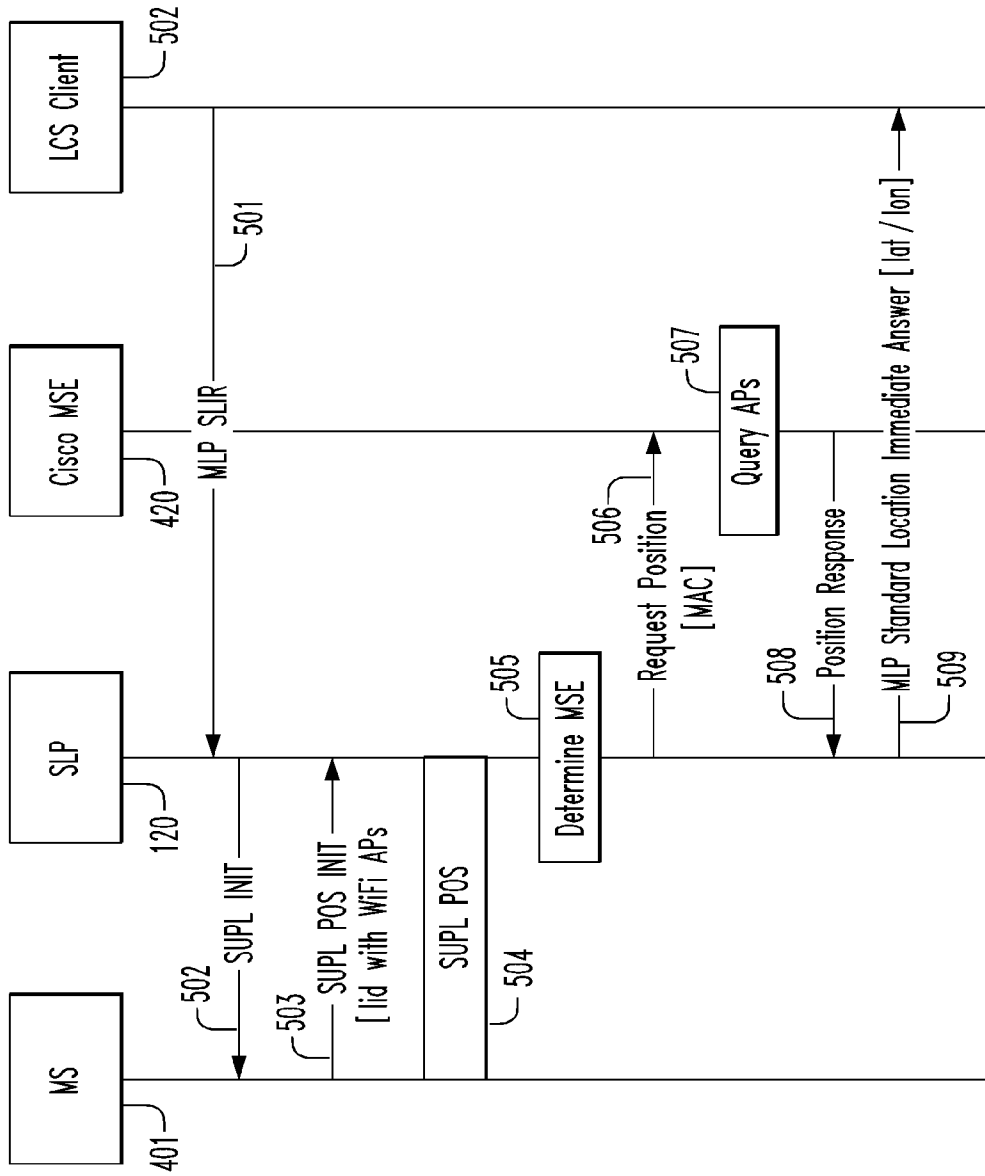 MS
401
SLP
120
Cisco MSE
420
LCS Client
502
MLP SLIR
501
502
SUPL INIT
503
SUPL POS INIT
[lid with WiFi APs
SUPL POS
504
Determine MSE
505
506
Request Position
[MAC]
Query APs
507
508
Position Response
MLP Standard Location Immediate Answer [lat / lon]
509